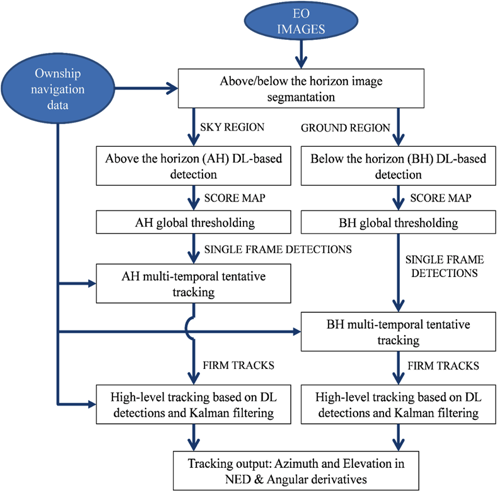 EO
IMAGES
Ownship
navigation
data
Above/below the horizon image
segmantation
SKY REGION
GROUND REGION
Above the horizon (AH) DL-based
detection
Below the horizon (BH) DL-based
detection
SCORE MAP
SCORE MAP
AH global thresholding
BH global thresholding
SINGLE FRAME DETECTIONS
SINGLE FRAME
DETECTIONS
AH multi-temporal tentative
tracking
BH multi-temporal tentative
tracking
FIRM TRACKS
FIRM TRACKS
High-level tracking based on DL
detections and Kalman filtering
High-level tracking based on DL
detections and Kalman filtering
Tracking output: Azimuth and Elevation in
NED & Angular derivatives